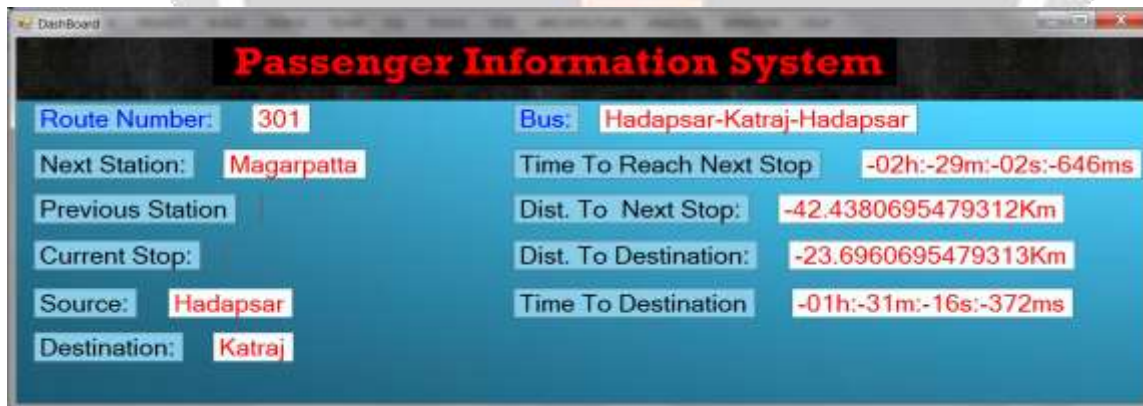 DashBoard
Passenger Information System
Route Number: 301 Bus: Hadapsar-Katraj-Hadapsar
Next Station: Magarpatta Time To Reach Next Stop -02h:-29m:-02s:-646ms
Previous Station Dist. To Next Stop: -42.4380695479312Km
Current Stop: Dist. To Destination: -23.6960695479313Km
Source: Hadapsar Time To Destination -01h:-31m:-16s:-372ms
Destination: Katraj